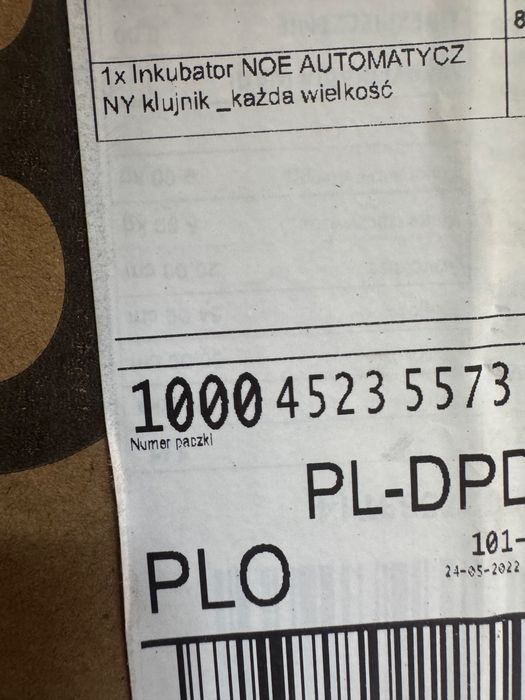 8
1x Inkubator NOE AUTOMATYCZ
NY klujnik _każda wielkość
1000 4523 5573
Numer paczki
PL-DPD
101-
PLO
24-05-2022